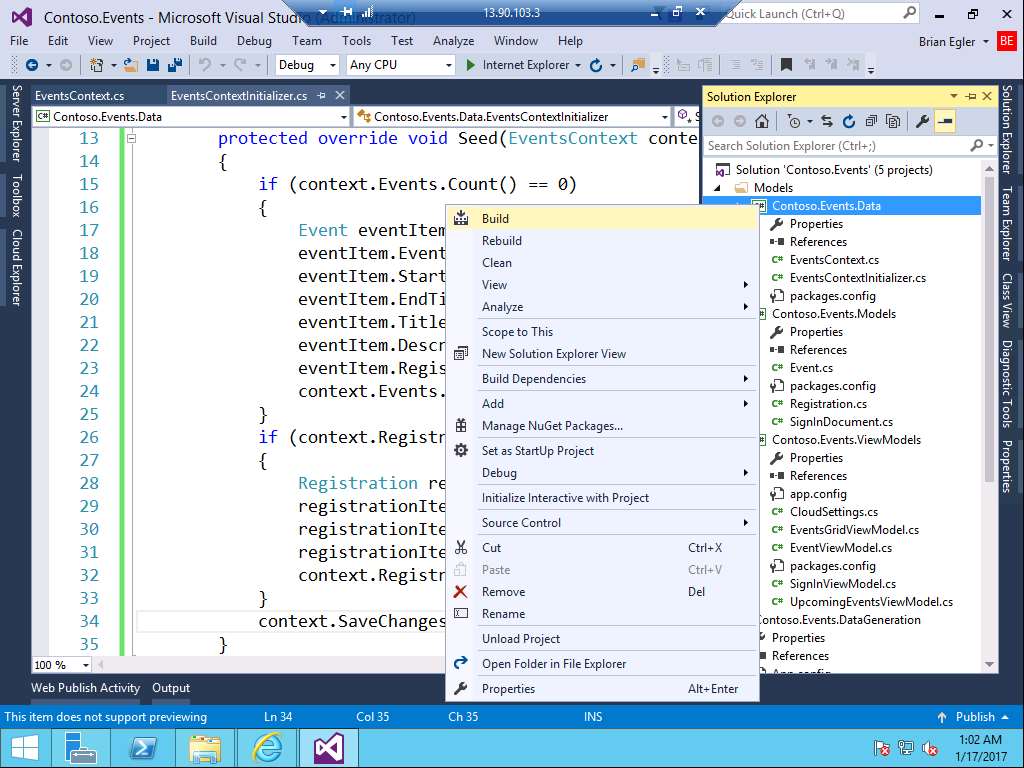 Contoso.Events - Microsoft Visual Studio (Administrator)
13.90.103.3
Quick Launch (Ctrl+Q)
File Edit View Project Build Debug Team Tools Test Analyze Window Help
Brian Egler BE
Debug Any CPU Internet Explorer
Server Explorer
Toolbox
Cloud Explorer
EventsContext.cs EventsContextInitializer.cs
Contoso.Events.Data Contoso.Events.Data.EventsContextInitializer
13 protected override void Seed(EventsContext conte
14 {
15 if (context.Events.Count() == 0)
16 {
17 Event eventItem
18 eventItem.Event
19 eventItem.Start
20 eventItem.EndTi
21 eventItem.Title
22 eventItem.Descr
23 eventItem.Regis
24 context.Events.
25 }
26 if (context.Registr
27 {
28 Registration re
29 registrationIte
30 registrationIte
31 registrationIte
32 context.Registr
33 }
34 context.SaveChanges
35 }
100 %
Build
Rebuild
Clean
View
Analyze
Scope to This
New Solution Explorer View
Build Dependencies
Add
Manage NuGet Packages...
Set as StartUp Project
Debug
Initialize Interactive with Project
Source Control
Cut Ctrl+X
Paste Ctrl+V
Remove Del
Rename
Unload Project
Open Folder in File Explorer
Properties Alt+Enter
Solution Explorer
Search Solution Explorer (Ctrl+;)
Solution 'Contoso.Events' (5 projects)
Models
Contoso.Events.Data
Properties
References
EventsContext.cs
EventsContextInitializer.cs
packages.config
Contoso.Events.Models
Properties
References
Event.cs
packages.config
Registration.cs
SignInDocument.cs
Contoso.Events.ViewModels
Properties
References
app.config
CloudSettings.cs
EventsGridViewModel.cs
EventViewModel.cs
packages.config
SignInViewModel.cs
UpcomingEventsViewModel.cs
Contoso.Events.DataGeneration
Properties
References
App.config
Solution Explorer
Team Explorer
Class View
Diagnostic Tools
Properties
Web Publish Activity Output
This item does not support previewing Ln 34 Col 35 Ch 35 INS Publish
1:02 AM
1/17/2017